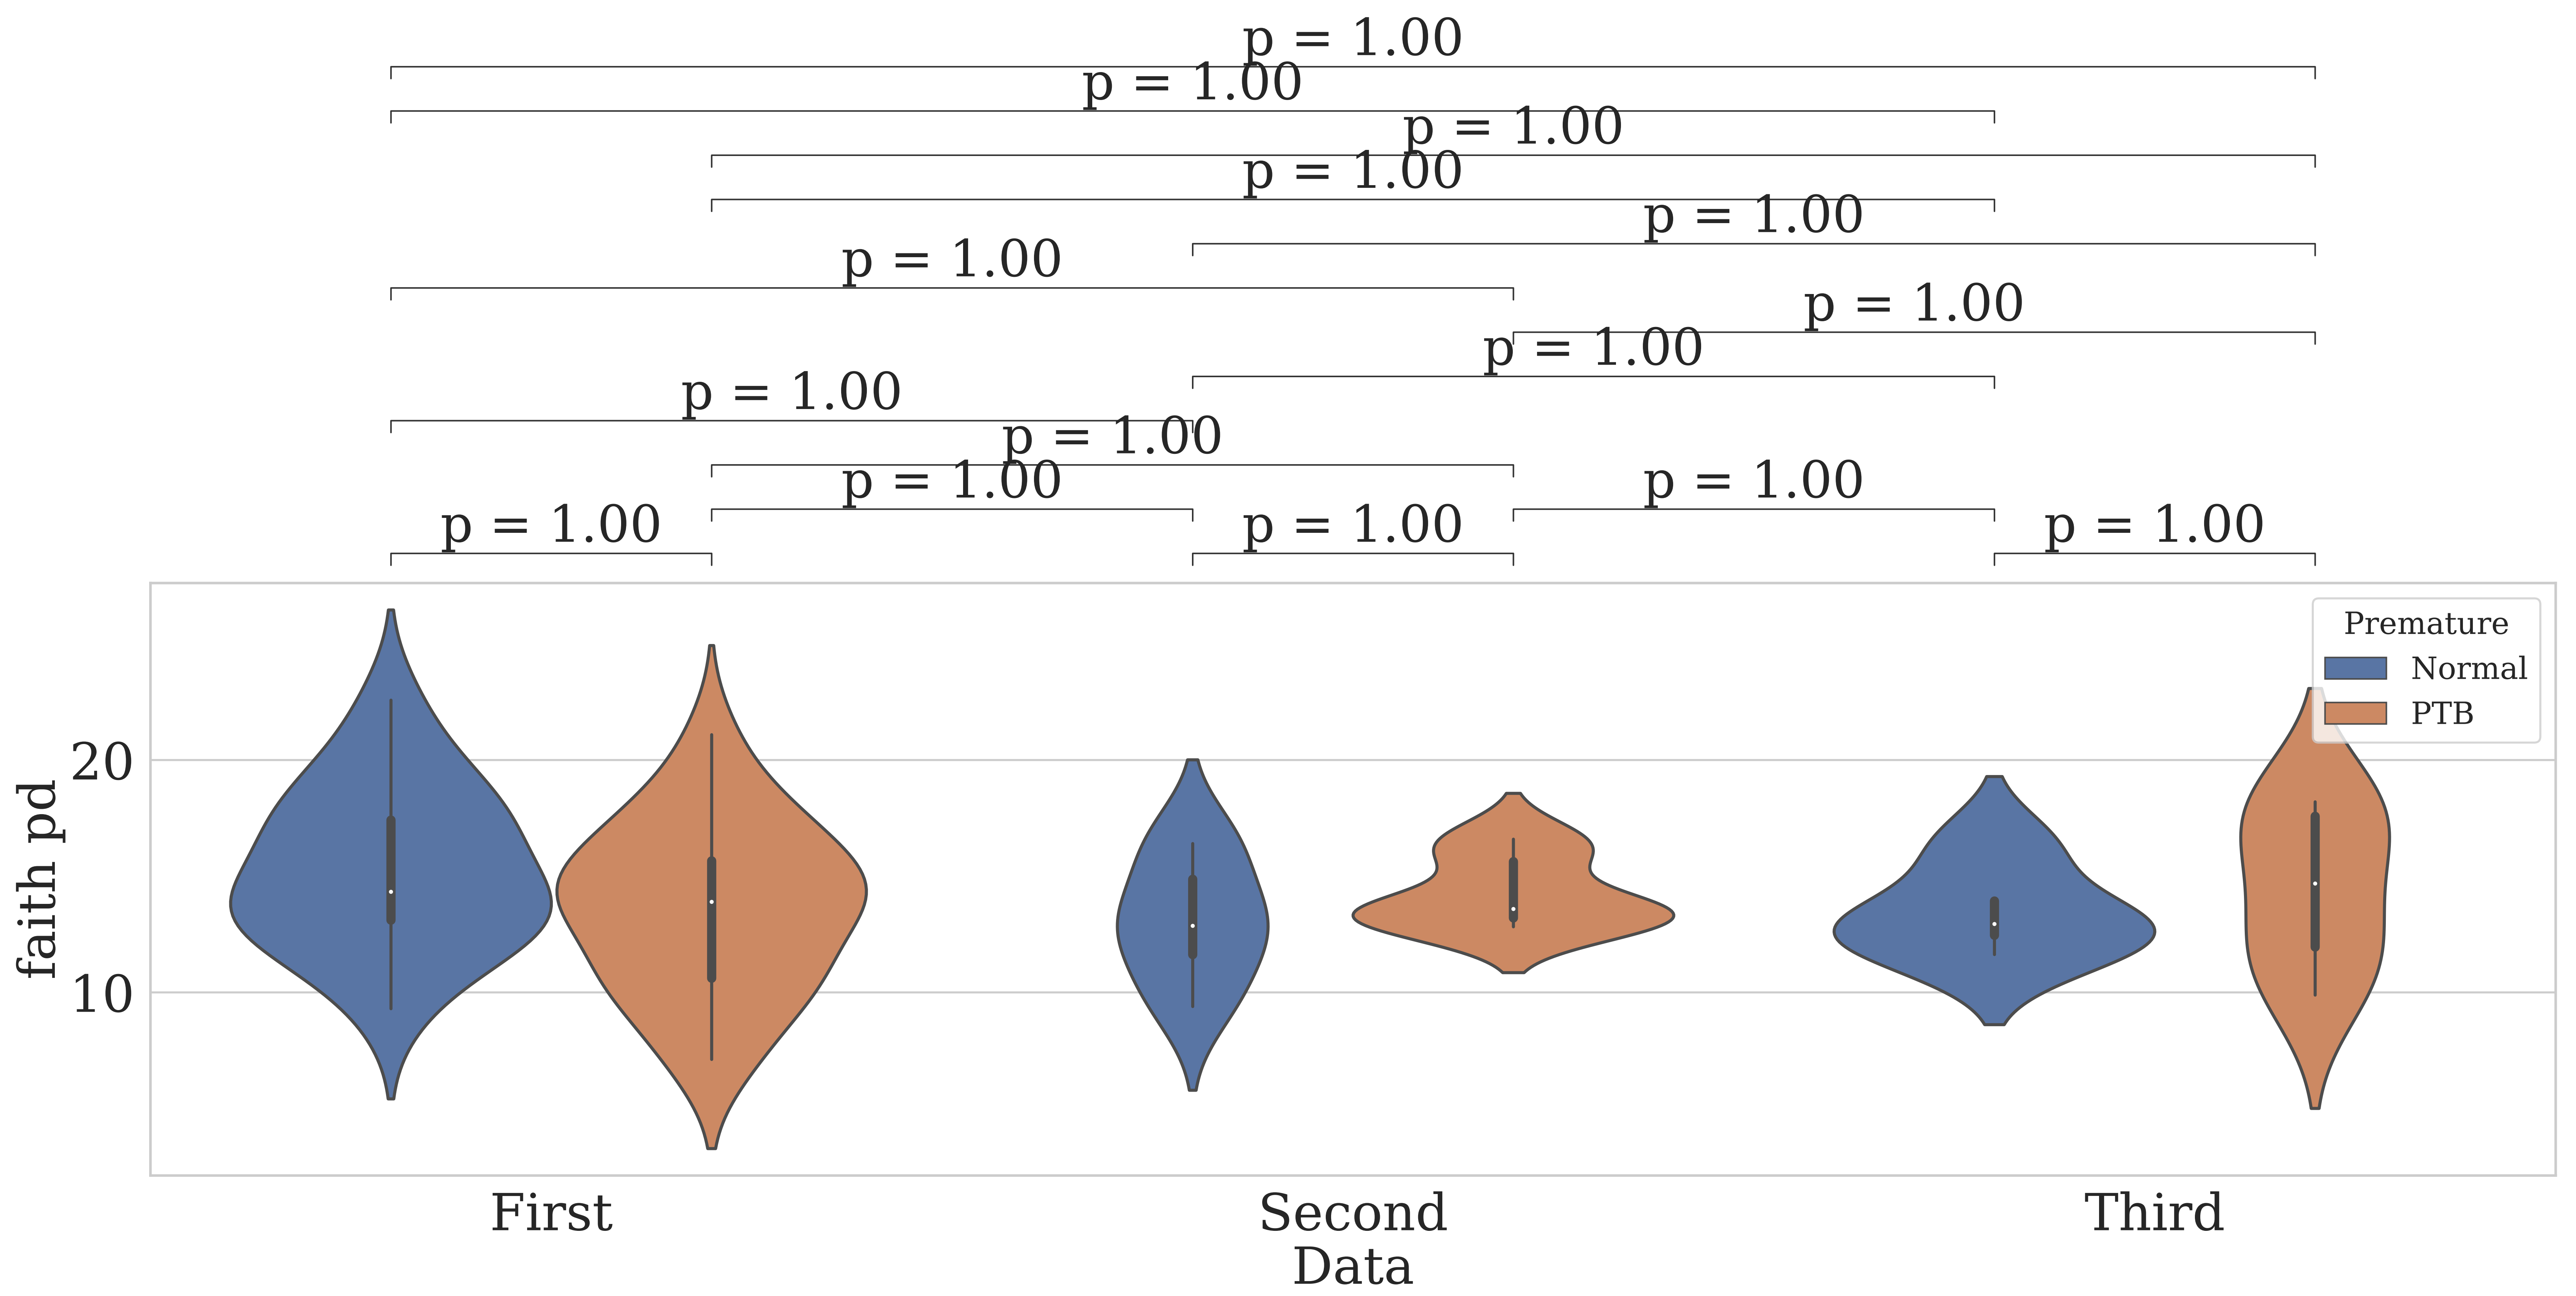 p = 1.00
p = 1.00
p = 1.00
p = 1.00
p = 1.00
p = 1.00
p = 1.00
p = 1.00
p = 1.00
p = 1.00
p = 1.00 p = 1.00
p = 1.00 p = 1.00 p = 1.00
Premature
Normal
PTB
20
10
faith pd
First Second Third
Data